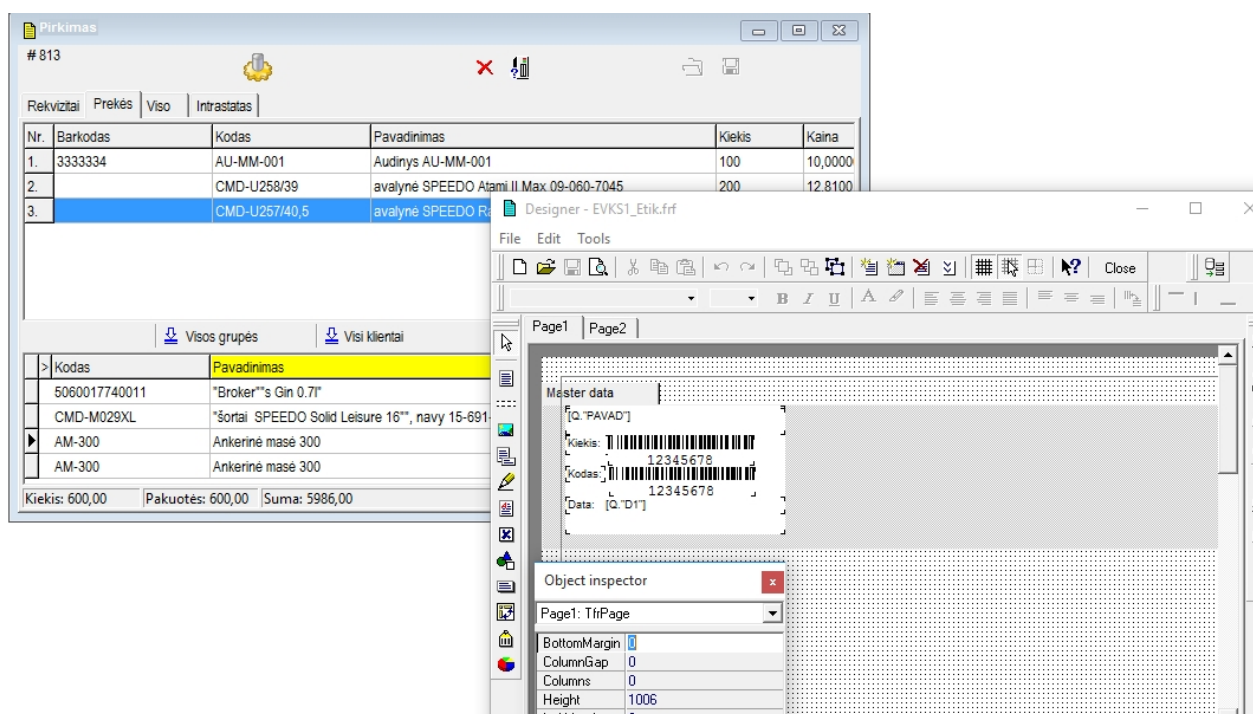 Pirkimas
# 813
Rekvizitai Prekės Viso Intrastatas
Nr. Barkodas Kodas Pavadinimas Kiekis Kaina
1. 3333334 AU-MM-001 Audinys AU-MM-001 100 10,0000
2. CMD-U258/39 avalynė SPEEDO Atami II Max 09-060-7045 200 12,8100
3. CMD-U257/40,5 avalynė SPEEDO
Visos grupės Visi klientai
> Kodas Pavadinimas
5060017740011 "Broker""s Gin 0.7l"
CMD-M029XL "šortai SPEEDO Solid Leisure 16"", navy 15-691-
AM-300 Ankerinė masė 300
AM-300 Ankerinė masė 300
Kiekis: 600,00 Pakuotės: 600,00 Suma: 5986,00
Designer - EVKS1_Etik.frf
File Edit Tools
Close
B I U A
Page1 Page2
Master data
[Q."PAVAD"]
Kiekis:
12345678
Kodas:
12345678
Data: [Q."D1"]
Object inspector
Page1: TfrPage
BottomMargin 0
ColumnGap 0
Columns 0
Height 1006